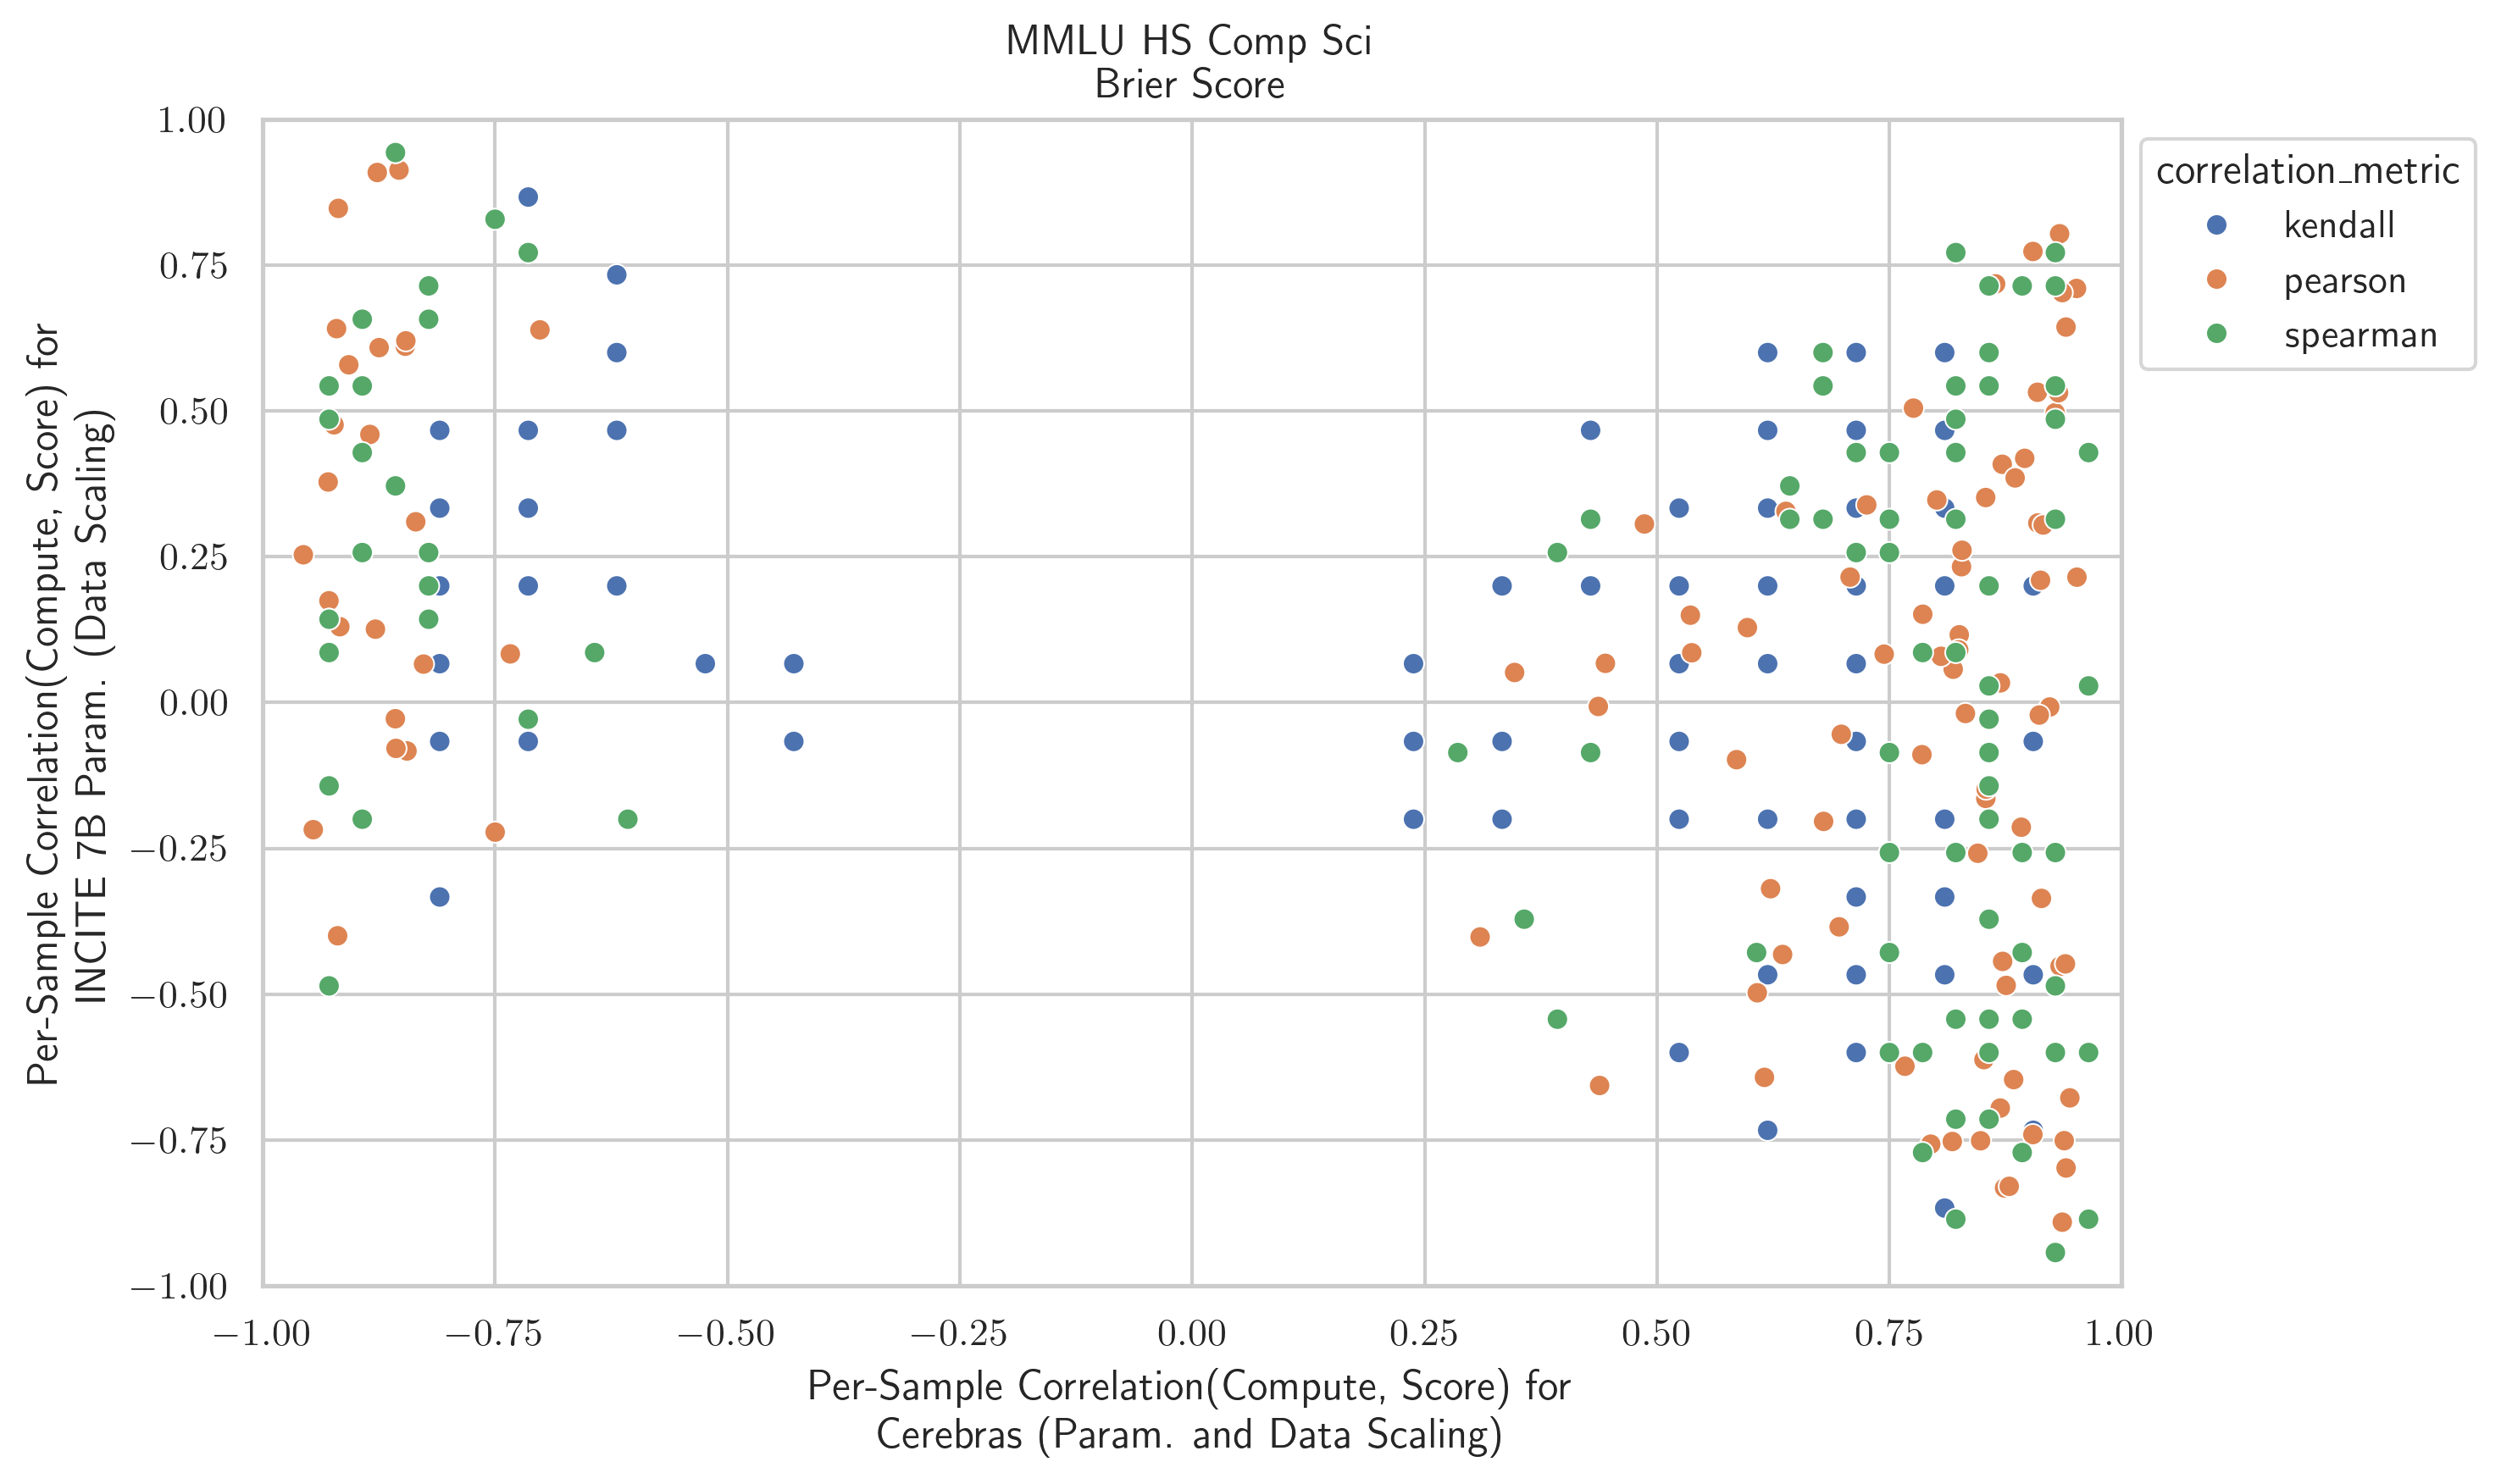 MMLU HS Comp Sci
Brier Score
Per-Sample Correlation(Compute, Score) for
INCITE 7B Param. (Data Scaling)
1.00
0.75
0.50
0.25
0.00
−0.25
−0.50
−0.75
−1.00
−1.00 −0.75 −0.50 −0.25 0.00 0.25 0.50 0.75 1.00
Per-Sample Correlation(Compute, Score) for
Cerebras (Param. and Data Scaling)
correlation_metric
kendall
pearson
spearman